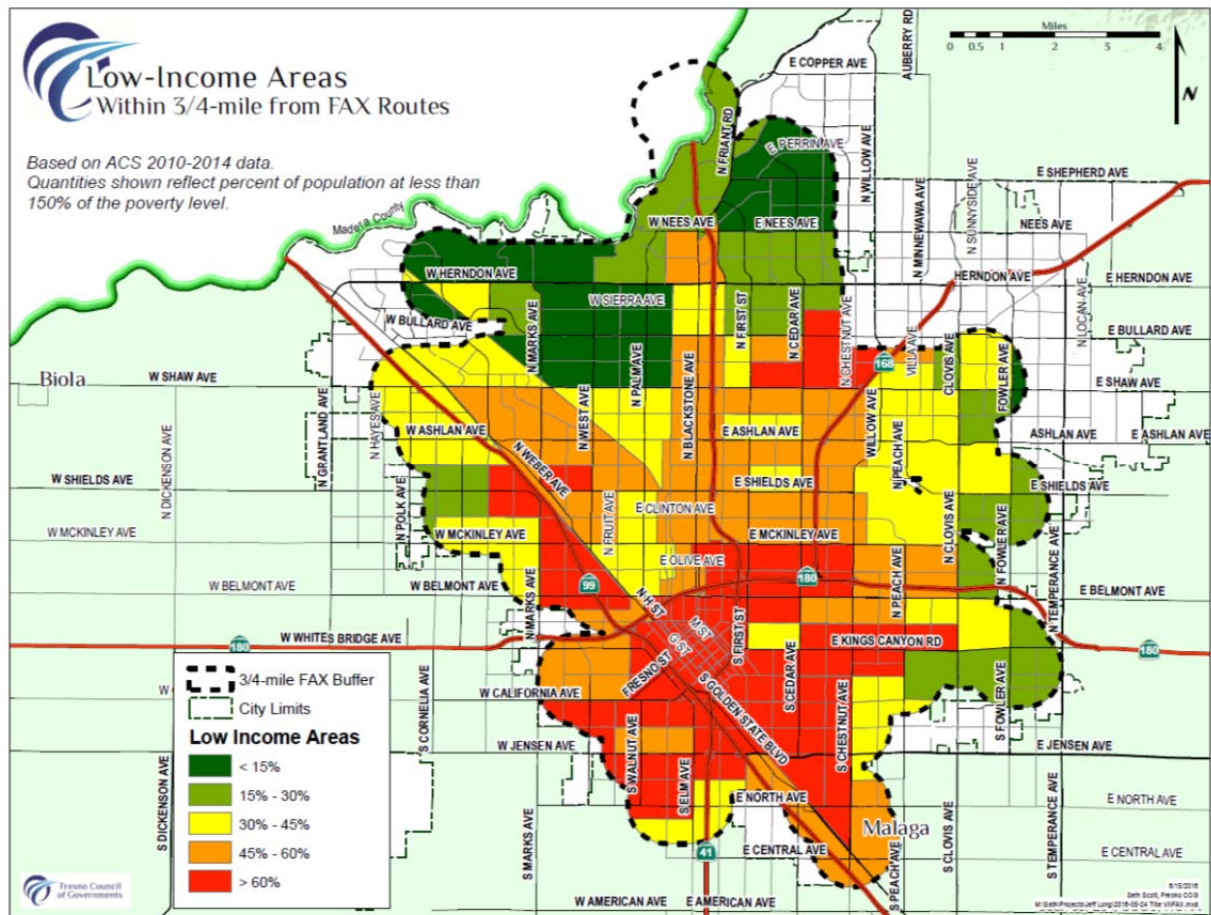 Low-Income Areas
Within 3/4-mile from FAX Routes
Based on ACS 2010-2014 data.
Quantities shown reflect percent of population at less than
150% of the poverty level.
Miles
0 0.5 1 2 3 4
N
AUBERRY RD
E COPPER AVE
N FRIANT RD
E PERRIN AVE
N WILLOW AVE
E SHEPHERD AVE
Madera County
W NEES AVE
E NEES AVE
N MINNEWAWA AVE
N SUNNYSIDE AVE
NEES AVE
W HERNDON AVE
HERNDON AVE
E HERNDON AVE
W SIERRA AVE
N FIRST ST
N CEDAR AVE
N LOCAN AVE
W BULLARD AVE
N MARKS AVE
E BULLARD AVE
N PALM AVE
N CHESTNUT AVE
168
VILLA AVE
CLOVIS AVE
FOWLER AVE
Biola
W SHAW AVE
E SHAW AVE
N GRANTLAND AVE
N HAYES AVE
N WEST AVE
N BLACKSTONE AVE
WILLOW AVE
W ASHLAN AVE
E ASHLAN AVE
N PEACH AVE
ASHLAN AVE
E ASHLAN AVE
N WEBER AVE
N DICKENSON AVE
W SHIELDS AVE
E SHIELDS AVE
E SHIELDS AVE
N POLK AVE
N FRUIT AVE
E CLINTON AVE
N CLOVIS AVE
N FOWLER AVE
W MCKINLEY AVE
W MCKINLEY AVE
E MCKINLEY AVE
E OLIVE AVE
W BELMONT AVE
W BELMONT AVE
N MARKS AVE
99
180
N PEACH AVE
N FOWLER AVE
N TEMPERANCE AVE
E BELMONT AVE
N H ST
M ST
G ST
S FIRST ST
W WHITES BRIDGE AVE
180
E KINGS CANYON RD
180
FRESNO ST
S CEDAR AVE
W CALIFORNIA AVE
S GOLDEN STATE BLVD
S CHESTNUT AVE
S FOWLER AVE
S CORNELIA AVE
W JENSEN AVE
S WALNUT AVE
E JENSEN AVE
S DICKENSON AVE
S ELM AVE
E NORTH AVE
E NORTH AVE
S MARKS AVE
Malaga
S CLOVIS AVE
S TEMPERANCE AVE
E CENTRAL AVE
E CENTRAL AVE
41
S PEACH AVE
W AMERICAN AVE
E AMERICAN AVE
3/4-mile FAX Buffer
City Limits
Low Income Areas
< 15%
15% - 30%
30% - 45%
45% - 60%
> 60%
Fresno Council
of Governments
Seth Scott, Fresno COG